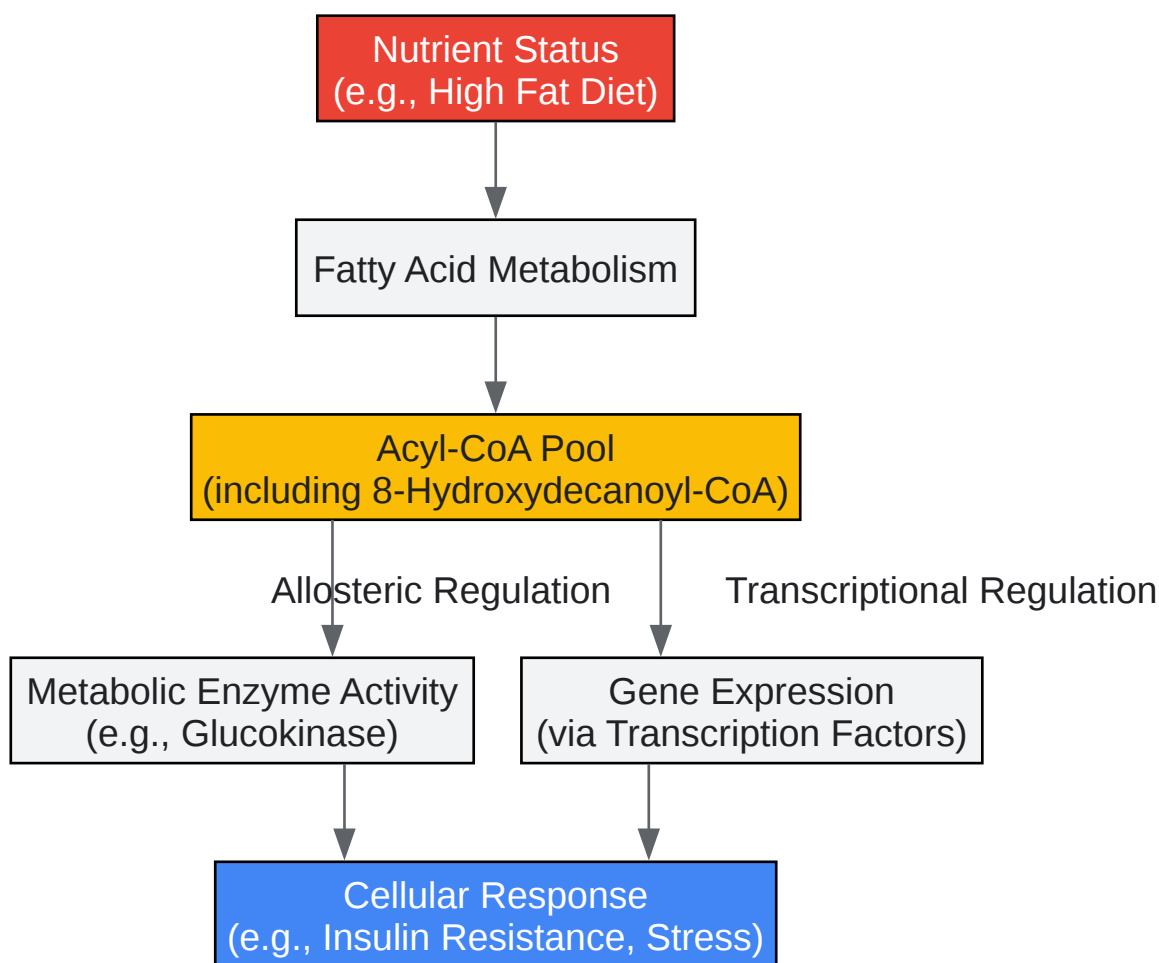 Nutrient Status
(e.g., High Fat Diet)
Fatty Acid Metabolism
Acyl-CoA Pool
(including 8-Hydroxydecanoyl-CoA)
Allosteric Regulation
Transcriptional Regulation
Metabolic Enzyme Activity
(e.g., Glucokinase)
Gene Expression
(via Transcription Factors)
Cellular Response
(e.g., Insulin Resistance, Stress)